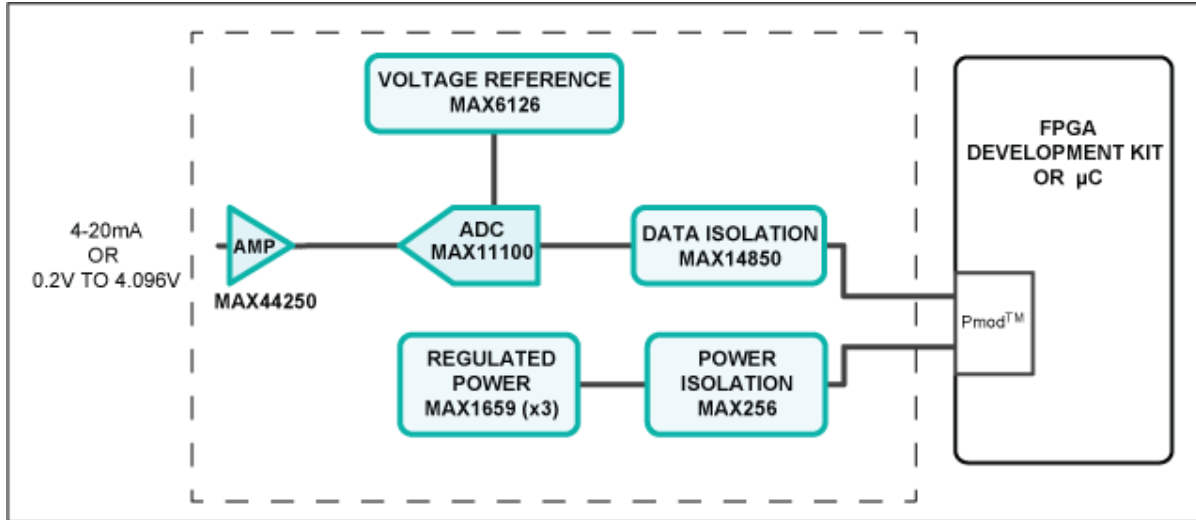 VOLTAGE REFERENCE
MAX6126
FPGA
DEVELOPMENT KIT
OR µC
4-20mA
OR
0.2V TO 4.096V
AMP
MAX44250
ADC
MAX11100
DATA ISOLATION
MAX14850
Pmod™
REGULATED
POWER
MAX1659 (x3)
POWER
ISOLATION
MAX256